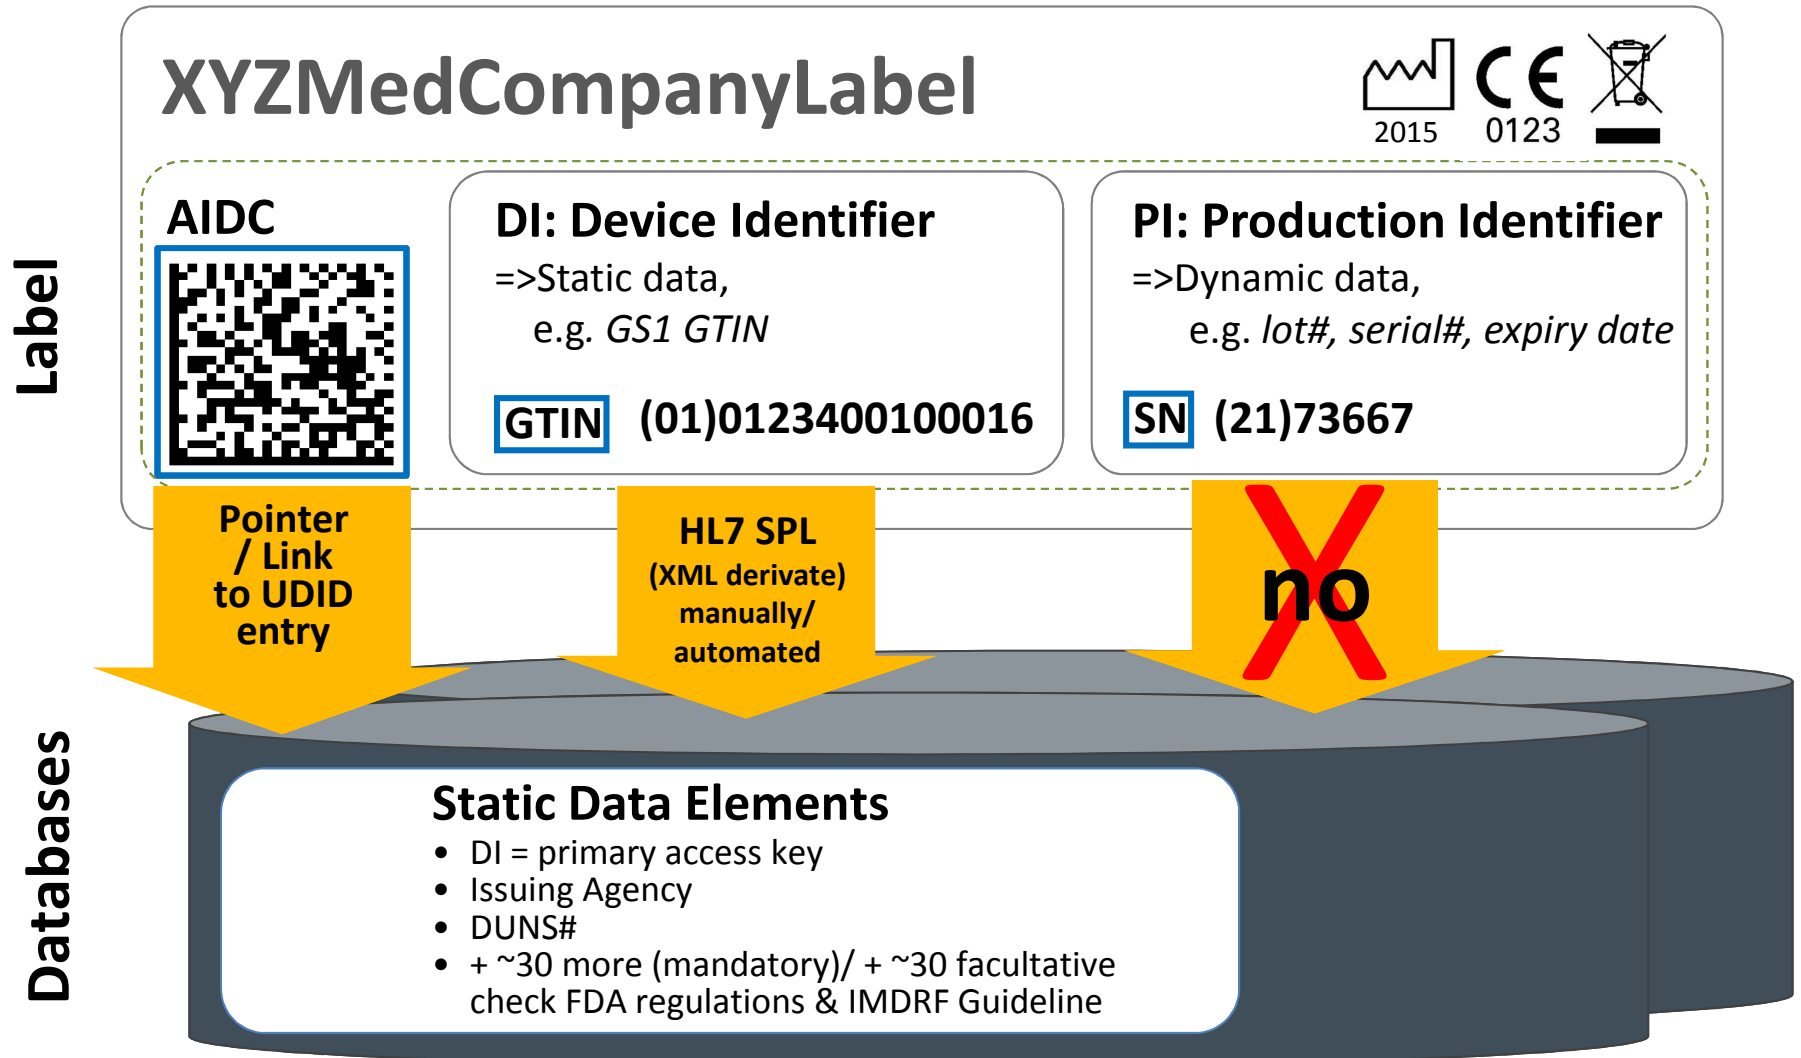 XYZMedCompanyLabel
2015
CE
0123
Label
AIDC
DI: Device Identifier
=>Static data,
e.g. GS1 GTIN
GTIN (01)0123400100016
PI: Production Identifier
=>Dynamic data,
e.g. lot#, serial#, expiry date
SN (21)73667
Pointer
/ Link
to UDID
entry
HL7 SPL
(XML derivate)
manually/
automated
X
no
Databases
Static Data Elements
• DI = primary access key
• Issuing Agency
• DUNS#
• + ~30 more (mandatory)/ + ~30 facultative
check FDA regulations & IMDRF Guideline